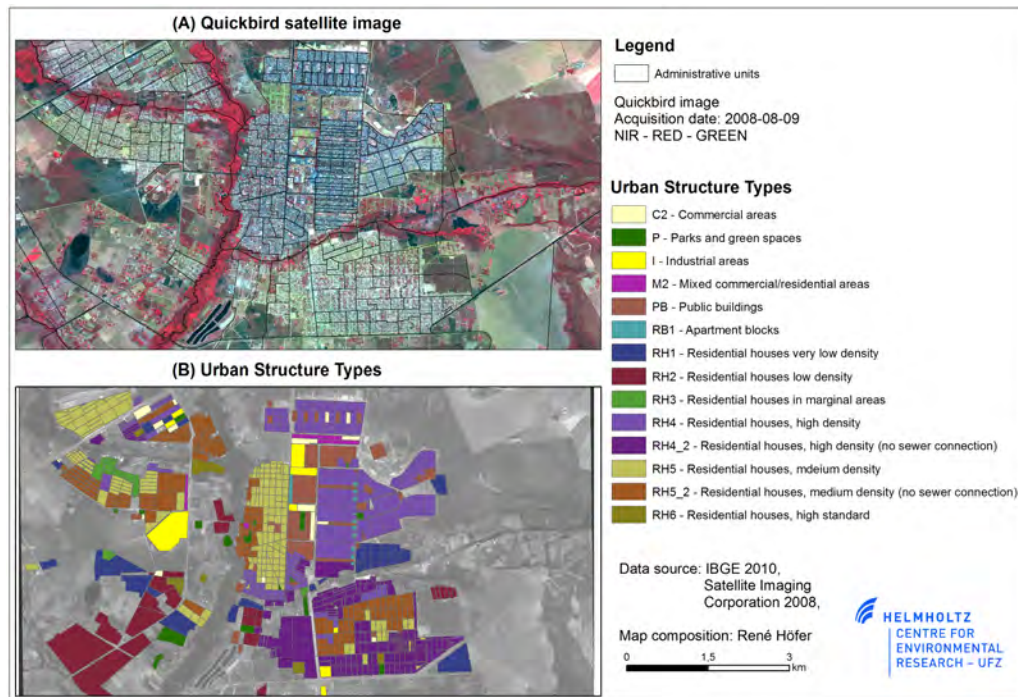 (A) Quickbird satellite image
Legend
Administrative units
Quickbird image
Acquisition date: 2008-08-09
NIR - RED - GREEN
Urban Structure Types
C2 - Commercial areas
P - Parks and green spaces
I - Industrial areas
M2 - Mixed commercial/residential areas
PB - Public buildings
RB1 - Apartment blocks
RH1 - Residential houses very low density
RH2 - Residential houses low density
RH3 - Residential houses in marginal areas
RH4 - Residential houses, high density
RH4_2 - Residential houses, high density (no sewer connection)
RH5 - Residential houses, mdeium density
RH5_2 - Residential houses, medium density (no sewer connection)
RH6 - Residential houses, high standard
(B) Urban Structure Types
Data source: IBGE 2010,
Satellite Imaging
Corporation 2008,
Map composition: René Höfer
0 1,5 3
km
HELMHOLTZ
CENTRE FOR
ENVIRONMENTAL
RESEARCH – UFZ